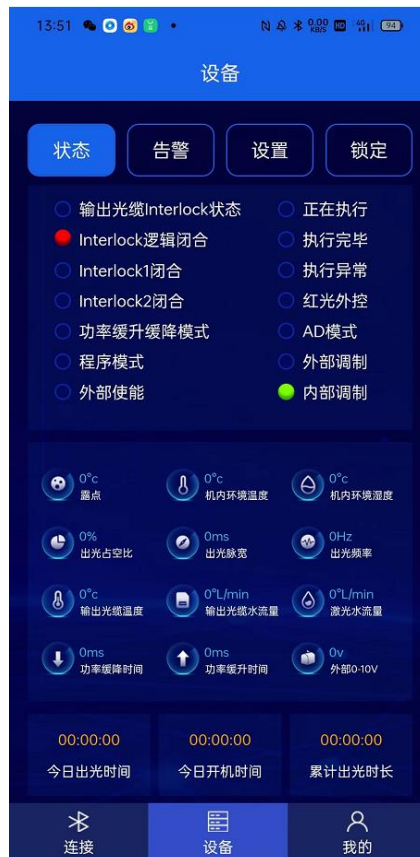 13:51 0.00 KB/S HD 4G 94
设备
状态 告警 设置 锁定
输出光缆Interlock状态 正在执行
Interlock逻辑闭合 执行完毕
Interlock1闭合 执行异常
Interlock2闭合 红光外控
功率缓升缓降模式 AD模式
程序模式 外部调制
外部使能 内部调制
0°c 0°c 0°c
露点 机内环境温度 机内环境湿度
0% 0ms 0Hz
出光占空比 出光脉宽 出光频率
0°c 0°L/min 0°L/min
输出光缆温度 输出光缆水流量 激光水流量
0ms 0ms 0v
功率缓降时间 功率缓升时间 外部0-10V
00:00:00 00:00:00 00:00:00
今日出光时间 今日开机时间 累计出光时长
连接 设备 我的